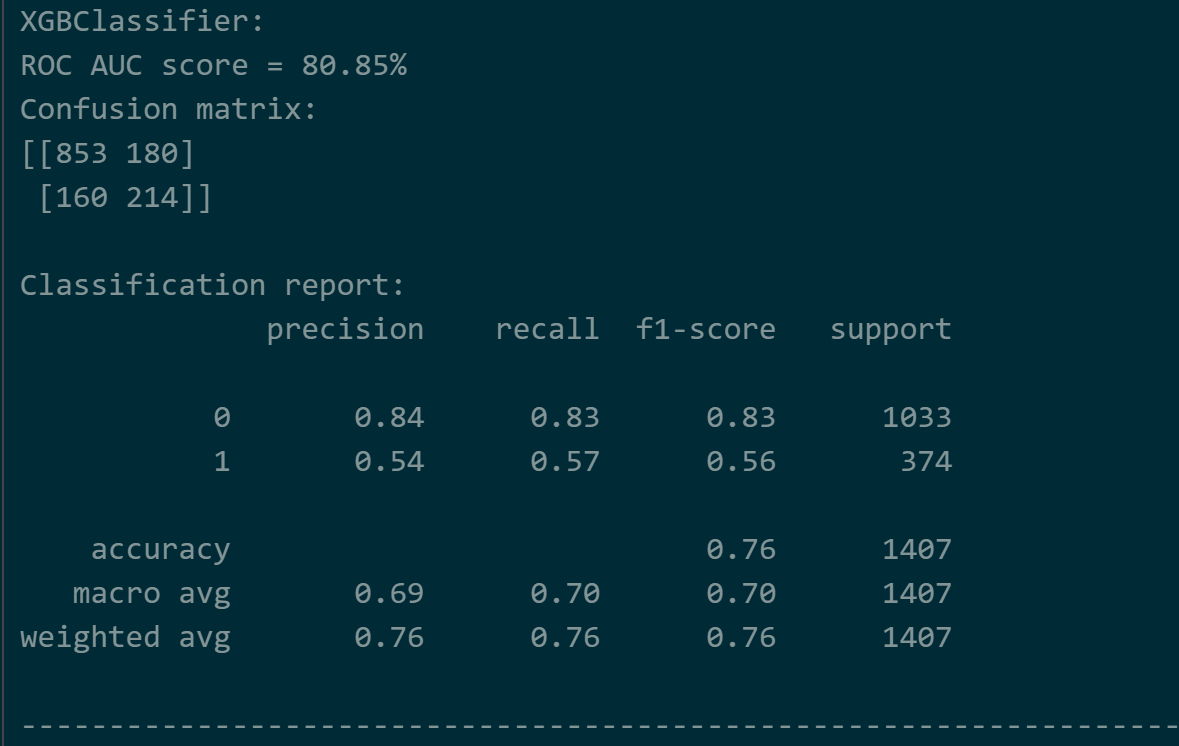 XGBClassifier:
ROC AUC score = 80.85%
Confusion matrix:
[[853 180]
 [160 214]]
Classification report:
              precision    recall  f1-score   support
           0       0.84      0.83      0.83      1033
           1       0.54      0.57      0.56       374
    accuracy                           0.76      1407
   macro avg       0.69      0.70      0.70      1407
weighted avg       0.76      0.76      0.76      1407
------------------------------------------------------------------